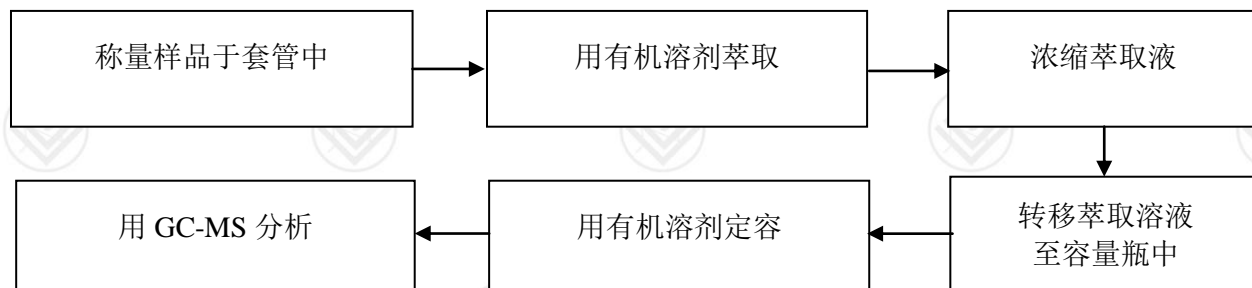 称量样品于套管中
用有机溶剂萃取
浓缩萃取液
转移萃取溶液
至容量瓶中
用有机溶剂定容
用 GC-MS 分析